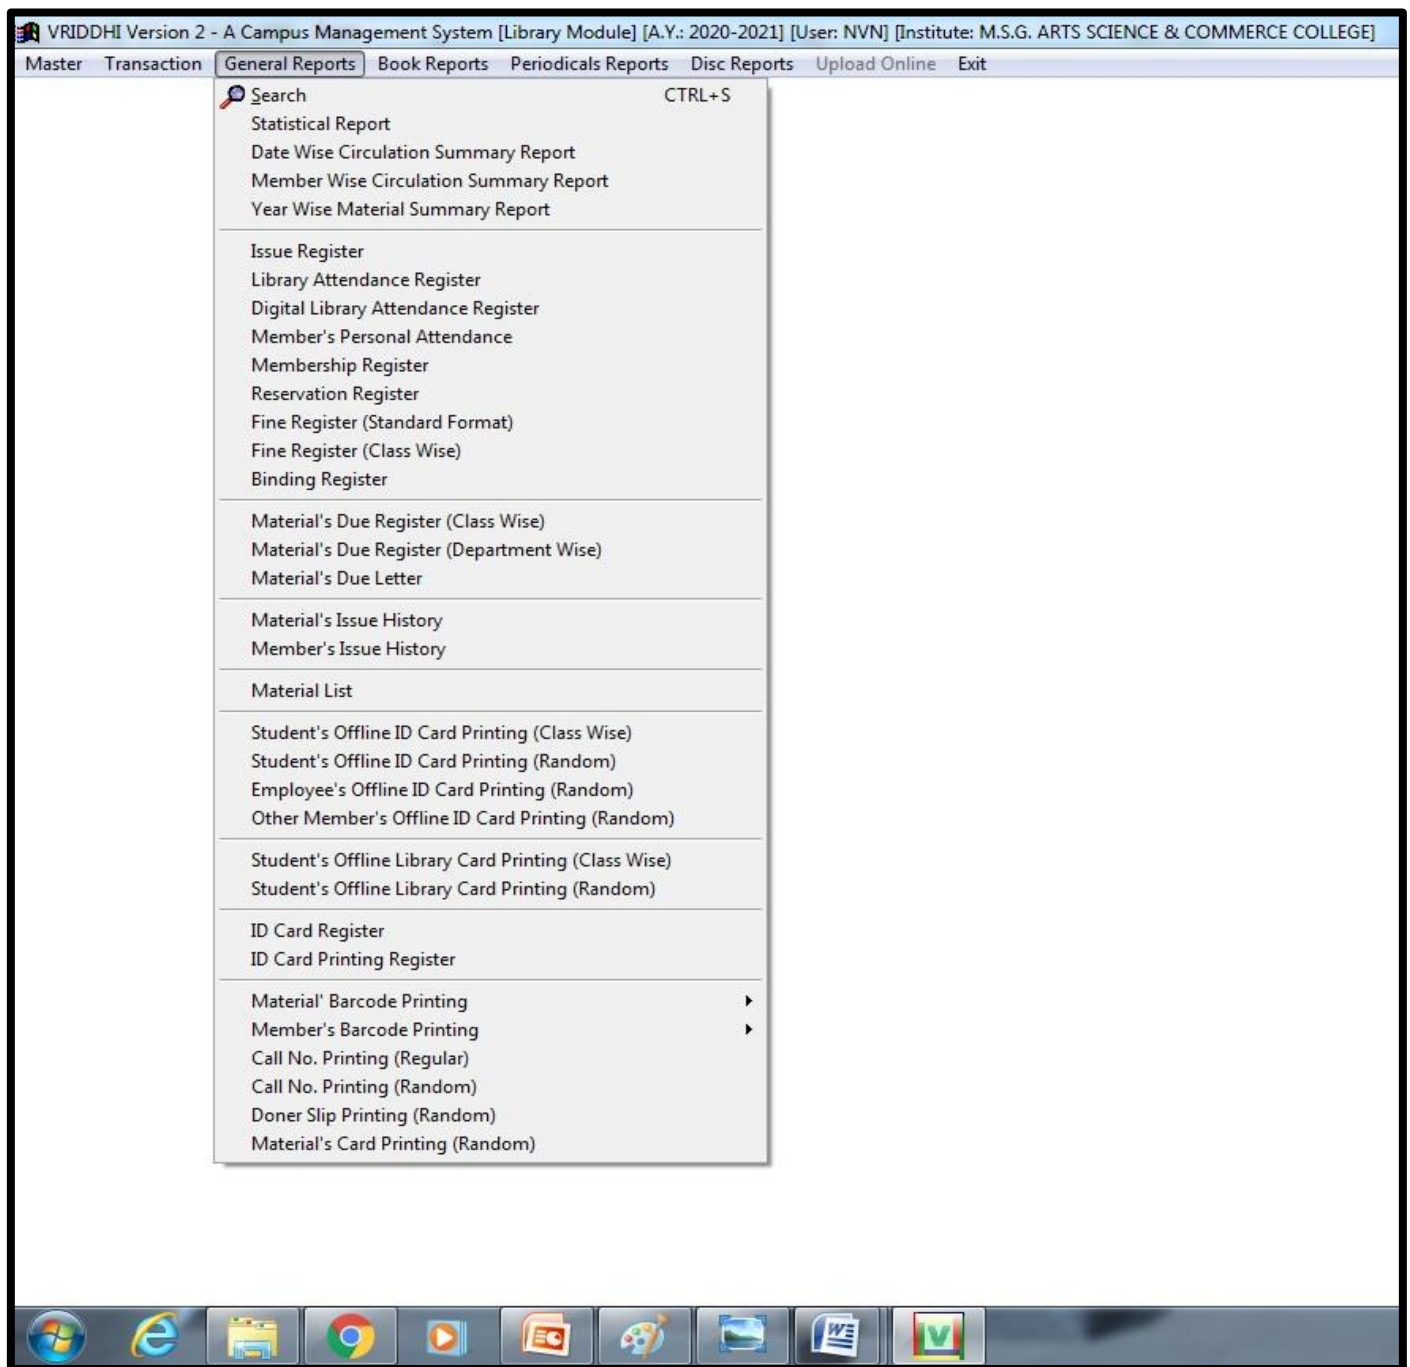 VRIDDHI Version 2 - A Campus Management System [Library Module] [A.Y.: 2020-2021] [User: NVN] [Institute: M.S.G. ARTS SCIENCE & COMMERCE COLLEGE]
Master Transaction General Reports Book Reports Periodicals Reports Disc Reports Upload Online Exit
Search CTRL+S
Statistical Report
Date Wise Circulation Summary Report
Member Wise Circulation Summary Report
Year Wise Material Summary Report
Issue Register
Library Attendance Register
Digital Library Attendance Register
Member's Personal Attendance
Membership Register
Reservation Register
Fine Register (Standard Format)
Fine Register (Class Wise)
Binding Register
Material's Due Register (Class Wise)
Material's Due Register (Department Wise)
Material's Due Letter
Material's Issue History
Member's Issue History
Material List
Student's Offline ID Card Printing (Class Wise)
Student's Offline ID Card Printing (Random)
Employee's Offline ID Card Printing (Random)
Other Member's Offline ID Card Printing (Random)
Student's Offline Library Card Printing (Class Wise)
Student's Offline Library Card Printing (Random)
ID Card Register
ID Card Printing Register
Material' Barcode Printing
Member's Barcode Printing
Call No. Printing (Regular)
Call No. Printing (Random)
Doner Slip Printing (Random)
Material's Card Printing (Random)